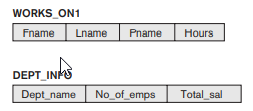 WORKS_ON1
Fname Lname Pname Hours
DEPT_INFO
Dept_name No_of_emps Total_sal